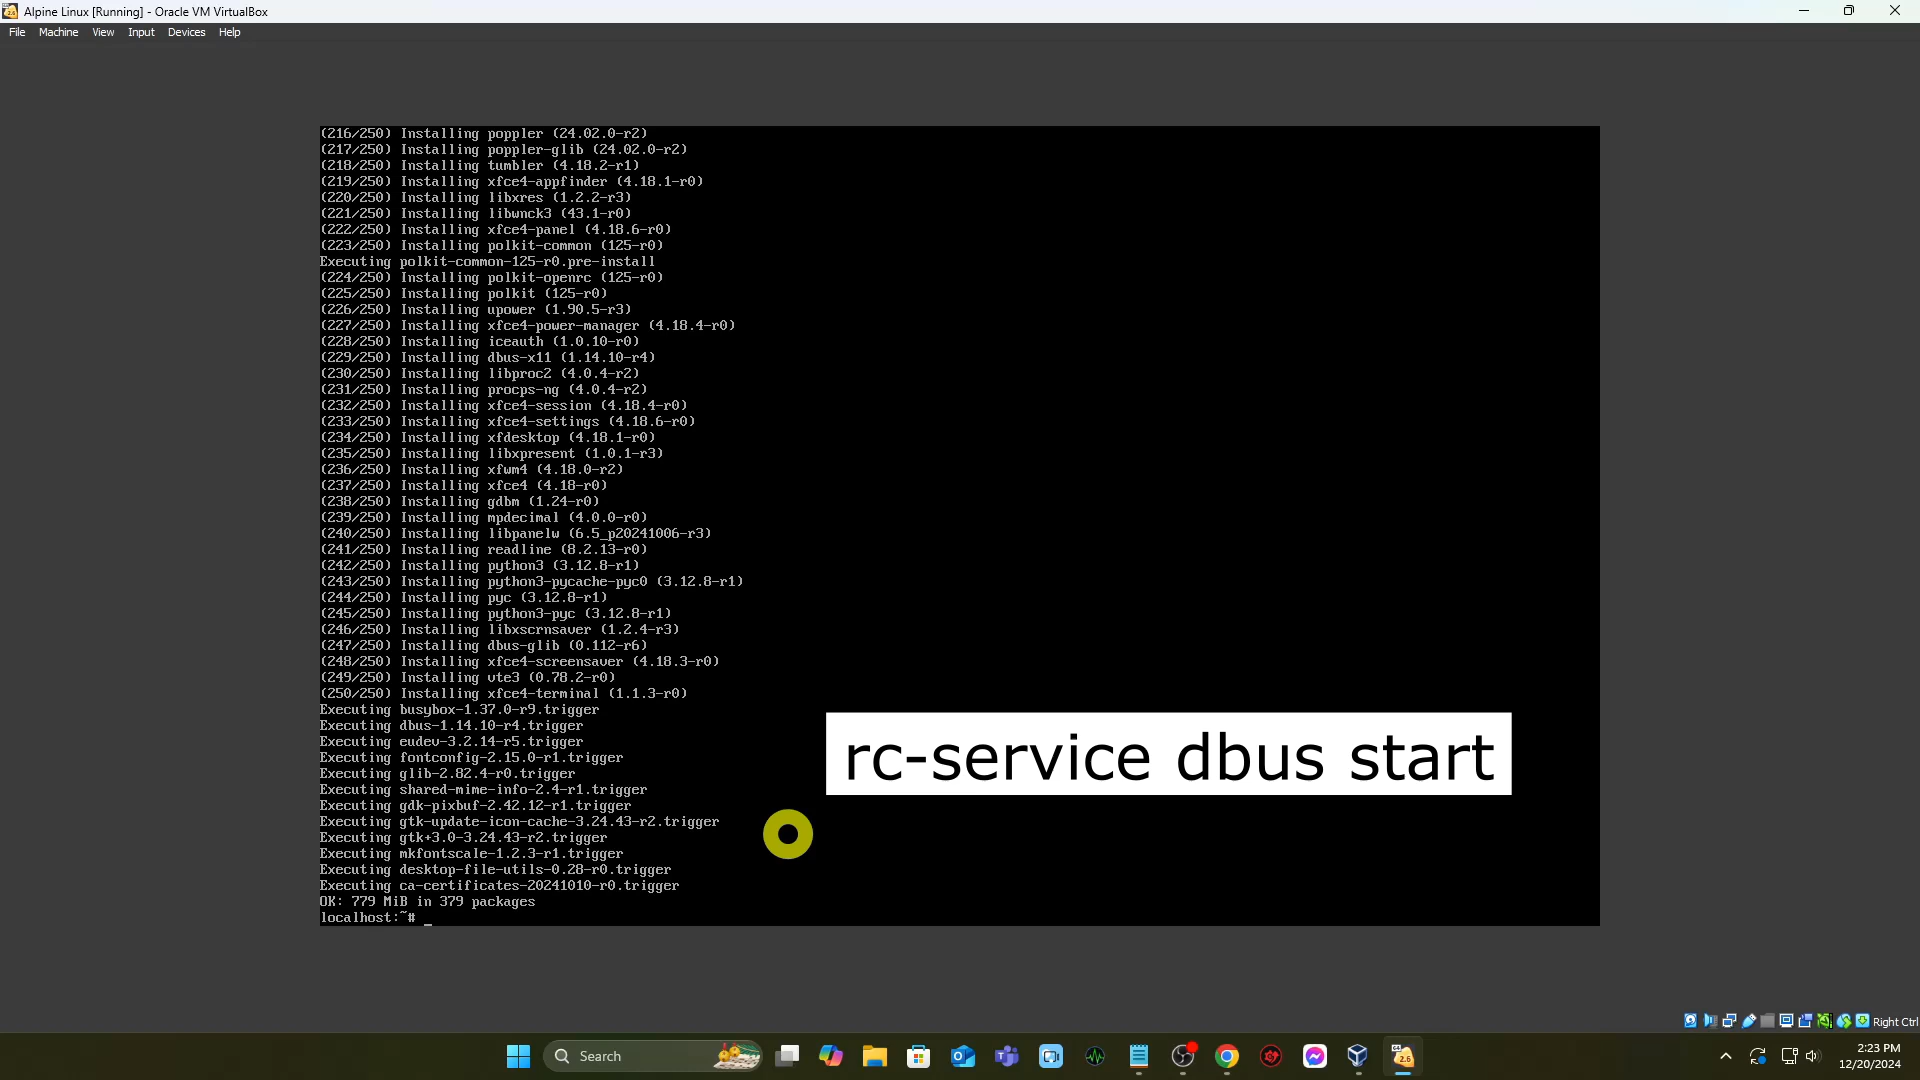 Alpine Linux [Running] - Oracle VM VirtualBox
File Machine View Input Devices Help
(216/250) Installing poppler (24.02.0-r2)
(217/250) Installing poppler-glib (24.02.0-r2)
(218/250) Installing tumbler (4.18.2-r1)
(219/250) Installing xfce4-appfinder (4.18.1-r0)
(220/250) Installing libxres (1.2.2-r3)
(221/250) Installing libwnck3 (43.1-r0)
(222/250) Installing xfce4-panel (4.18.6-r0)
(223/250) Installing polkit-common (125-r0)
Executing polkit-common-125-r0.pre-install
(224/250) Installing polkit-openrc (125-r0)
(225/250) Installing polkit (125-r0)
(226/250) Installing upower (1.90.5-r3)
(227/250) Installing xfce4-power-manager (4.18.4-r0)
(228/250) Installing iceauth (1.0.10-r0)
(229/250) Installing dbus-x11 (1.14.10-r4)
(230/250) Installing libproc2 (4.0.4-r2)
(231/250) Installing procps-ng (4.0.4-r2)
(232/250) Installing xfce4-session (4.18.4-r0)
(233/250) Installing xfce4-settings (4.18.6-r0)
(234/250) Installing xfdesktop (4.18.1-r0)
(235/250) Installing libxpresent (1.0.1-r3)
(236/250) Installing xfwm4 (4.18.0-r2)
(237/250) Installing xfce4 (4.18-r0)
(238/250) Installing gdbm (1.24-r0)
(239/250) Installing mpdecimal (4.0.0-r0)
(240/250) Installing libpanelw (6.5_p20241006-r3)
(241/250) Installing readline (8.2.13-r0)
(242/250) Installing python3 (3.12.8-r1)
(243/250) Installing python3-pycache-pyc0 (3.12.8-r1)
(244/250) Installing pyc (3.12.8-r1)
(245/250) Installing python3-pyc (3.12.8-r1)
(246/250) Installing libxscrnsaver (1.2.4-r3)
(247/250) Installing dbus-glib (0.112-r6)
(248/250) Installing xfce4-screensaver (4.18.3-r0)
(249/250) Installing vte3 (0.78.2-r0)
(250/250) Installing xfce4-terminal (1.1.3-r0)
Executing busybox-1.37.0-r9.trigger
Executing dbus-1.14.10-r4.trigger
Executing eudev-3.2.14-r5.trigger
Executing fontconfig-2.15.0-r1.trigger
Executing glib-2.82.4-r0.trigger
Executing shared-mime-info-2.4-r1.trigger
Executing gdk-pixbuf-2.42.12-r1.trigger
Executing gtk-update-icon-cache-3.24.43-r2.trigger
Executing gtk+3.0-3.24.43-r2.trigger
Executing mkfontscale-1.2.3-r1.trigger
Executing desktop-file-utils-0.28-r0.trigger
Executing ca-certificates-20241010-r0.trigger
OK: 779 MiB in 379 packages
localhost:~# _
rc-service dbus start
Right Ctrl
Search
2:23 PM
12/20/2024